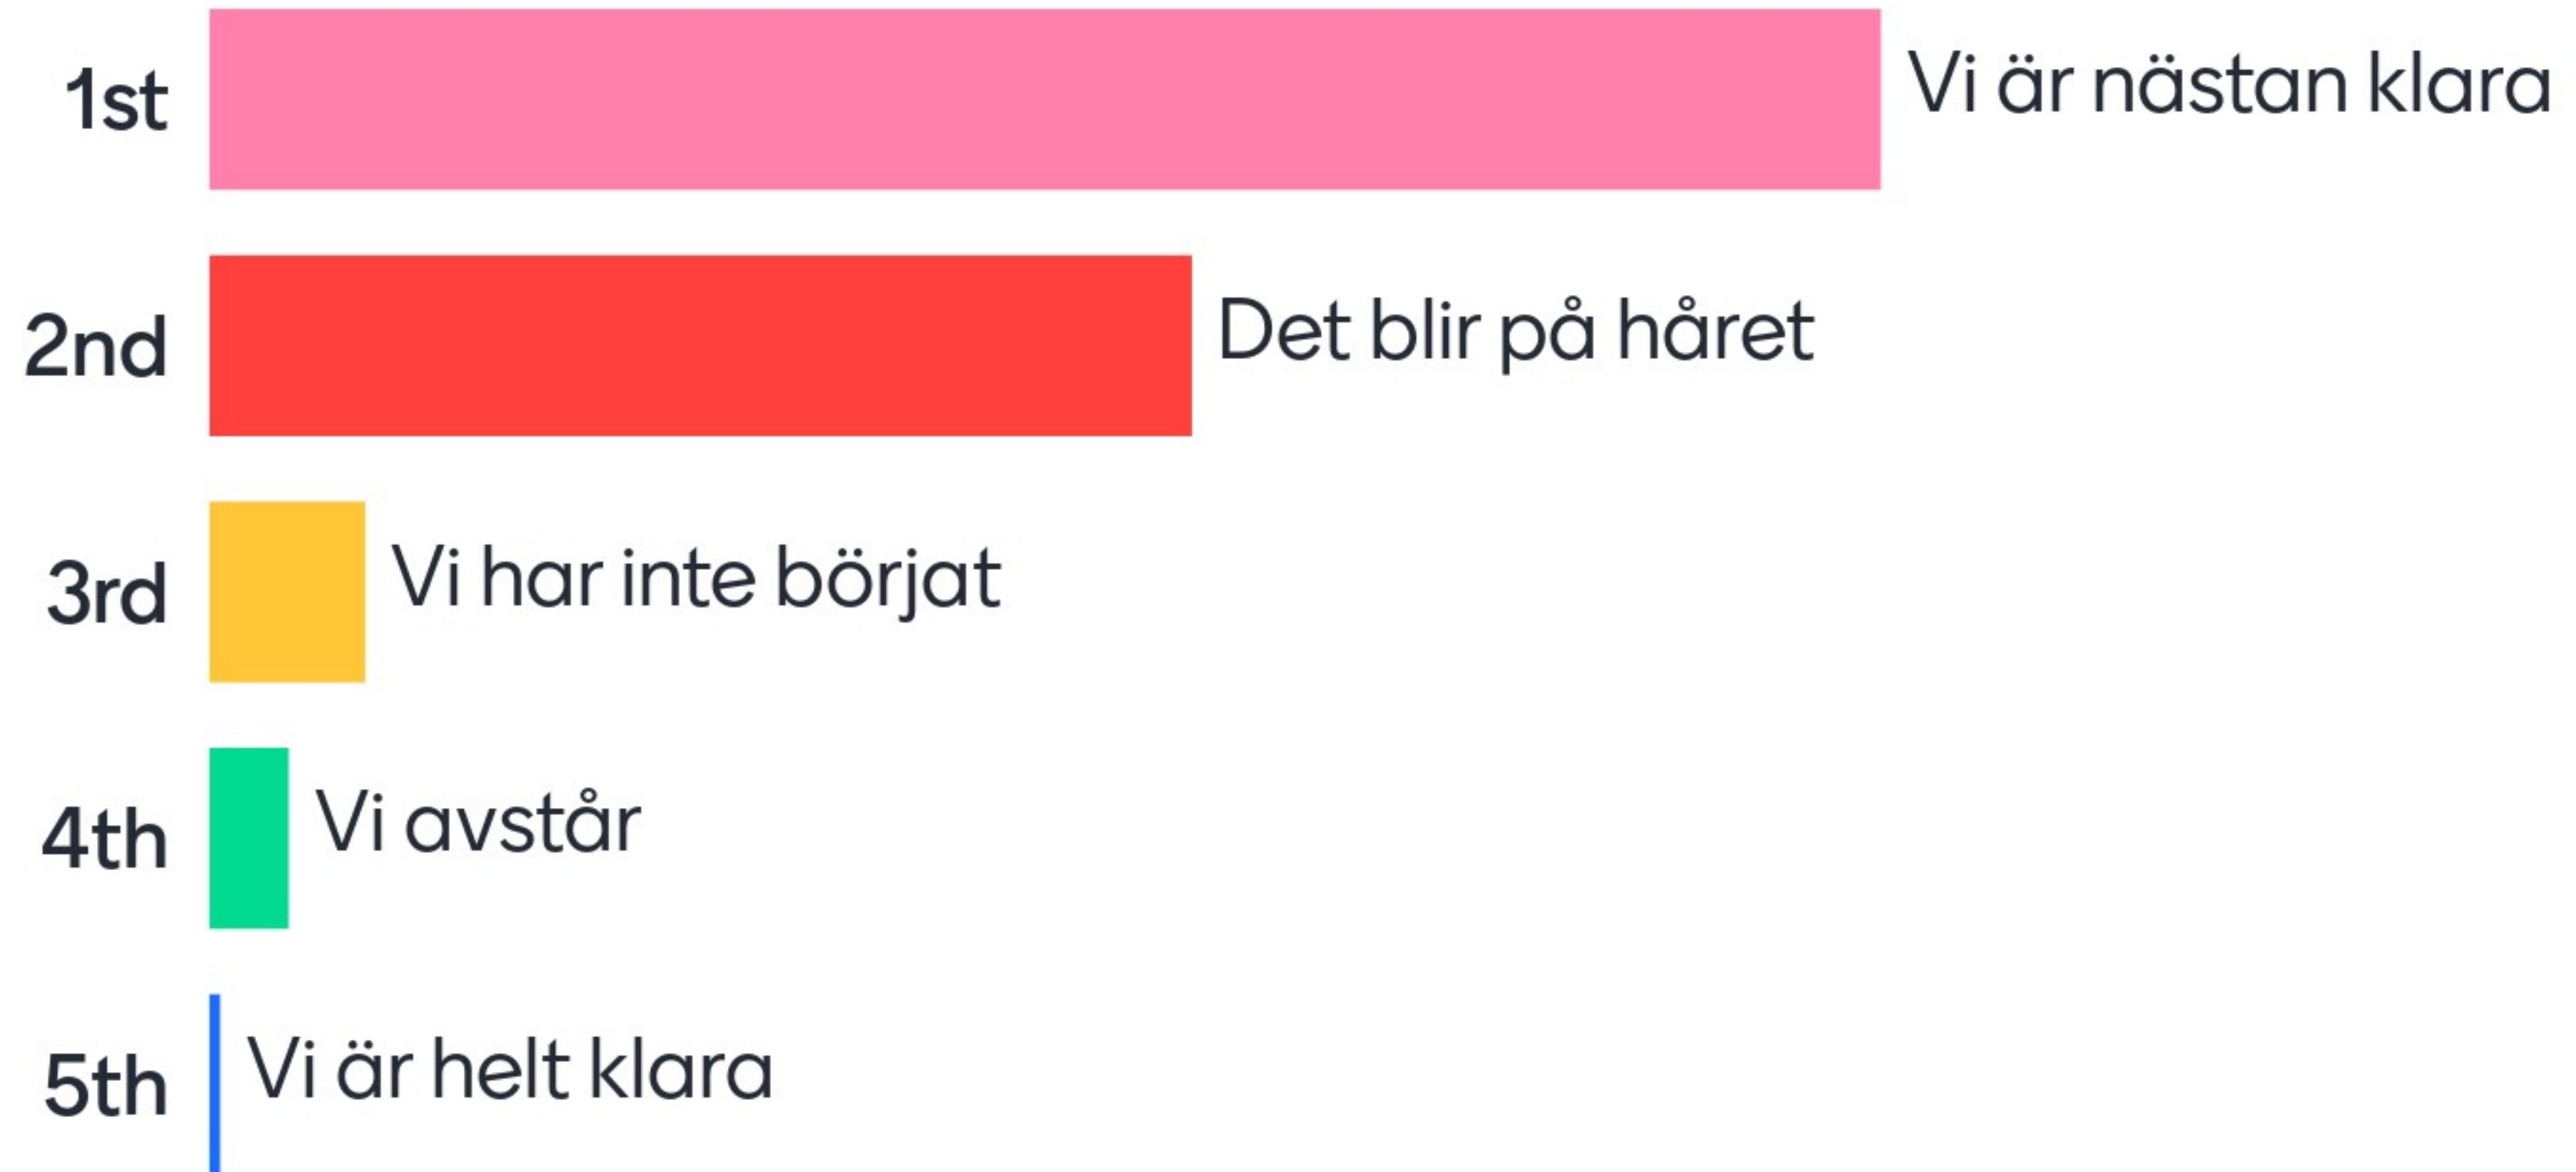 1st Vi är nästan klara
2nd Det blir på håret
3rd Vi har inte börjat
4th Vi avstår
5th Vi är helt klara